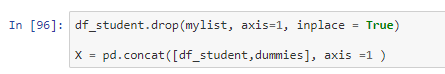 In [96]: df_student.drop(mylist, axis=1, inplace = True)
X = pd.concat([df_student,dummies], axis =1 )